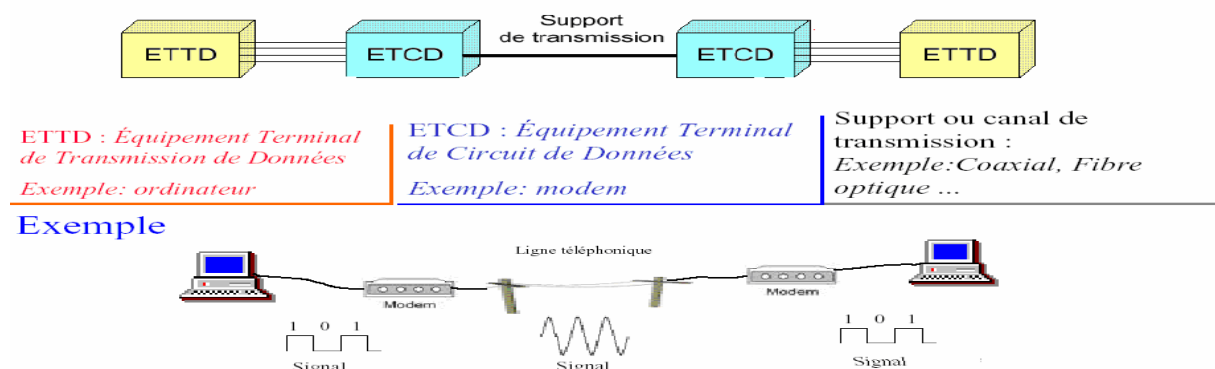 Support
de transmission
ETTD
ETCD
ETCD
ETTD
ETTD : Équipement Terminal
de Transmission de Données
Exemple: ordinateur
ETCD : Équipement Terminal
de Circuit de Données
Exemple: modem
Support ou canal de
transmission :
Exemple:Coaxial, Fibre
optique ...
Exemple
Ligne téléphonique
Modem
Modem
1 0 1
1 0 1
Signal
Signal
Signal